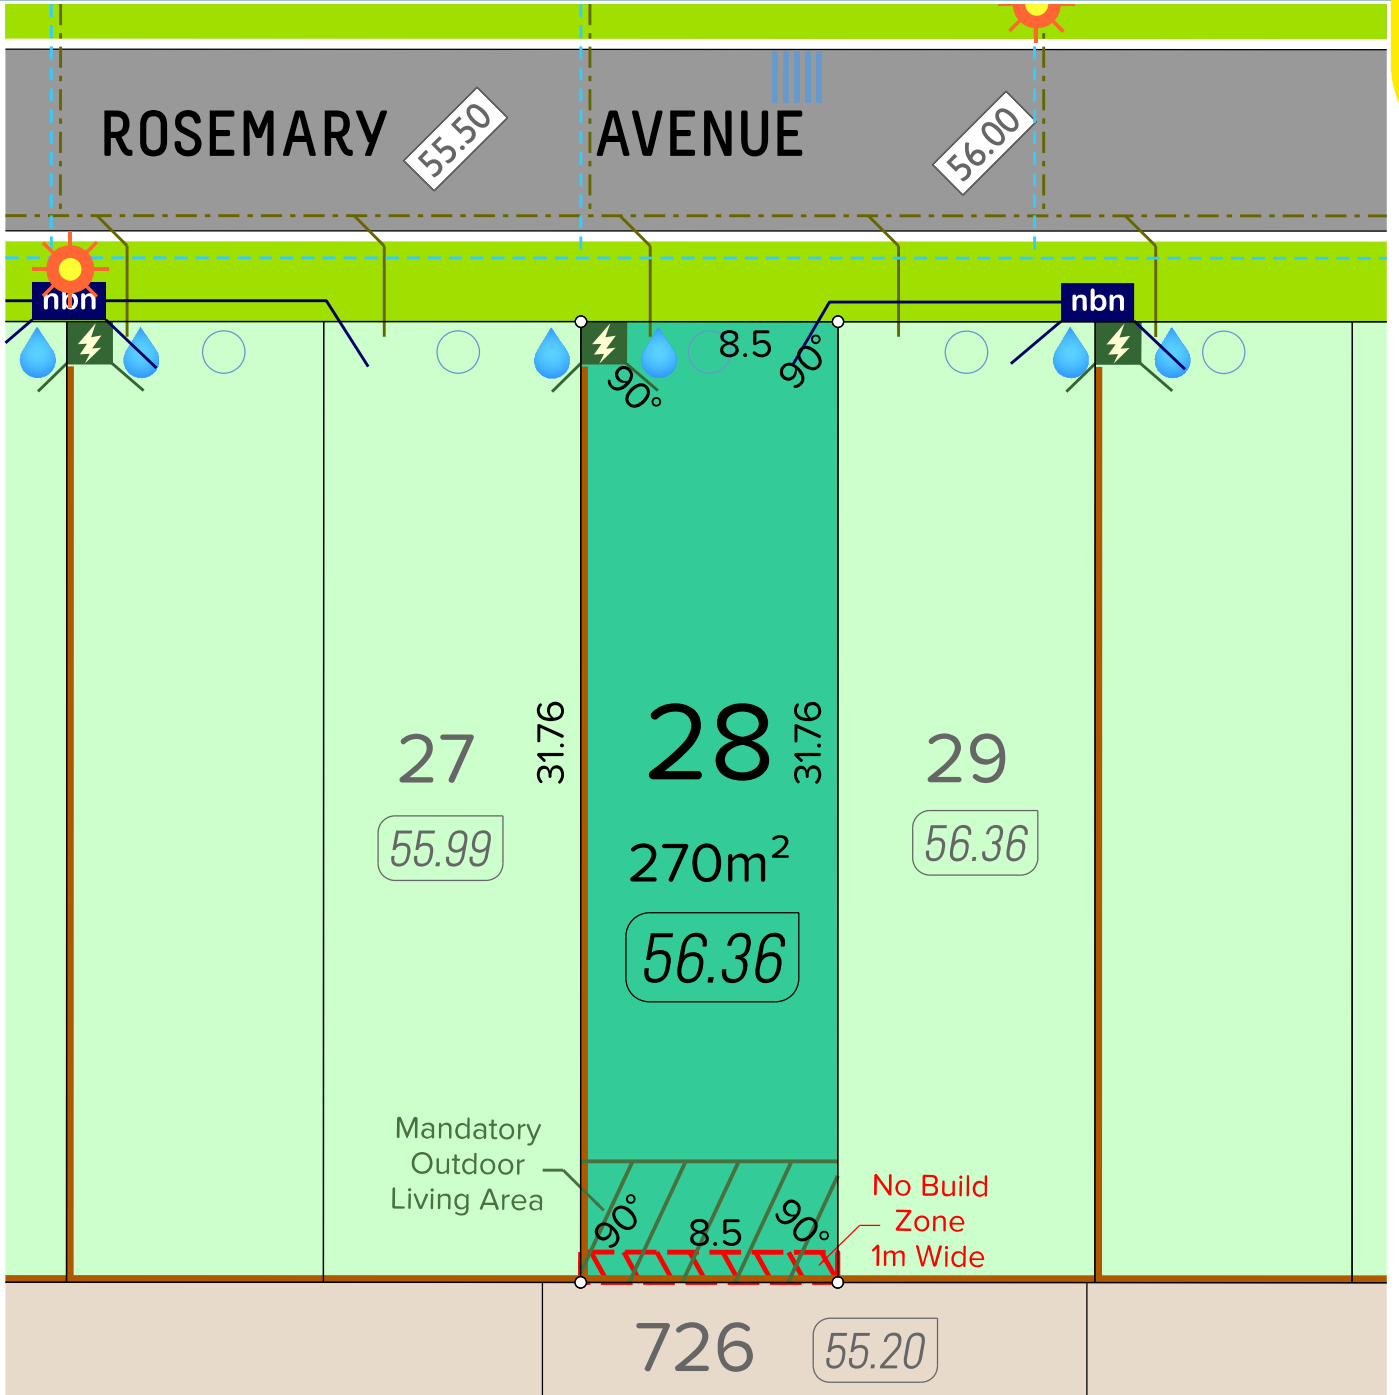 ROSEMARY AVENUE
55.50
56.00
nbn
nbn
8.5
90°
90°
31.76
31.76
27
55.99
28
270m²
56.36
29
56.36
Mandatory
Outdoor
Living Area
90°
8.5
90°
No Build
Zone
1m Wide
726
55.20